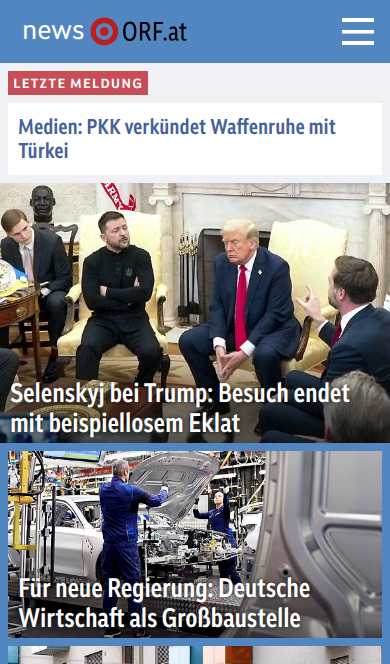 news ORF.at
LETZTE MELDUNG
Medien: PKK verkündet Waffenruhe mit
Türkei
Selenskyj bei Trump: Besuch endet
mit beispiellosem Eklat
Für neue Regierung: Deutsche
Wirtschaft als Großbaustelle